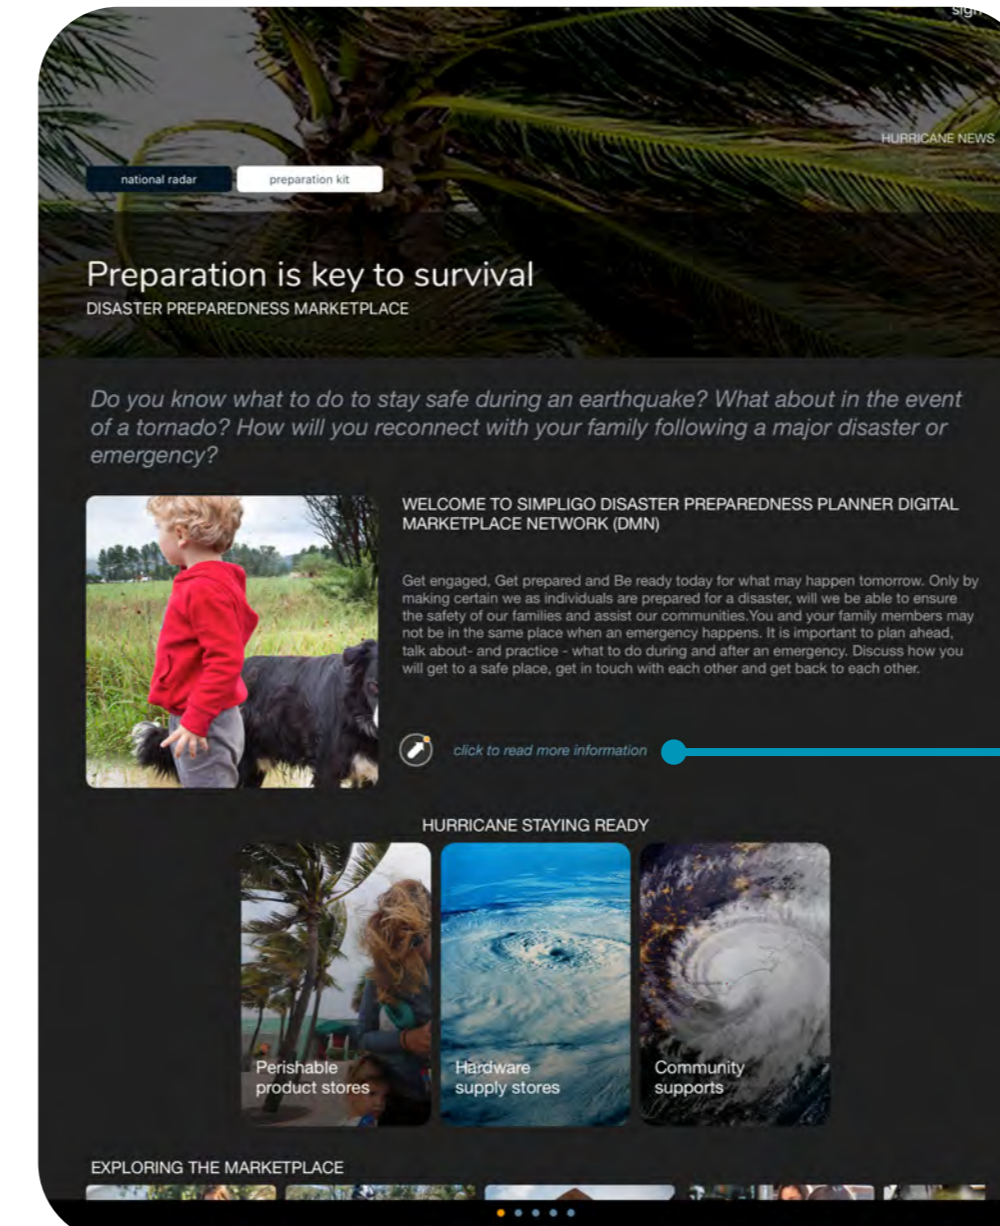 sign
HURRICANE NEWS
national radar
preparation kit
Preparation is key to survival
DISASTER PREPAREDNESS MARKETPLACE
Do you know what to do to stay safe during an earthquake? What about in the event
of a tornado? How will you reconnect with your family following a major disaster or
emergency?
WELCOME TO SIMPLIGO DISASTER PREPAREDNESS PLANNER DIGITAL
MARKETPLACE NETWORK (DMN)
Get engaged, Get prepared and Be ready today for what may happen tomorrow. Only by
making certain we as individuals are prepared for a disaster, will we be able to ensure
the safety of our families and assist our communities.You and your family members may
not be in the same place when an emergency happens. It is important to plan ahead,
talk about- and practice - what to do during and after an emergency. Discuss how you
will get to a safe place, get in touch with each other and get back to each other.
click to read more information
HURRICANE STAYING READY
Perishable
product stores
Hardware
supply stores
Community
supports
EXPLORING THE MARKETPLACE